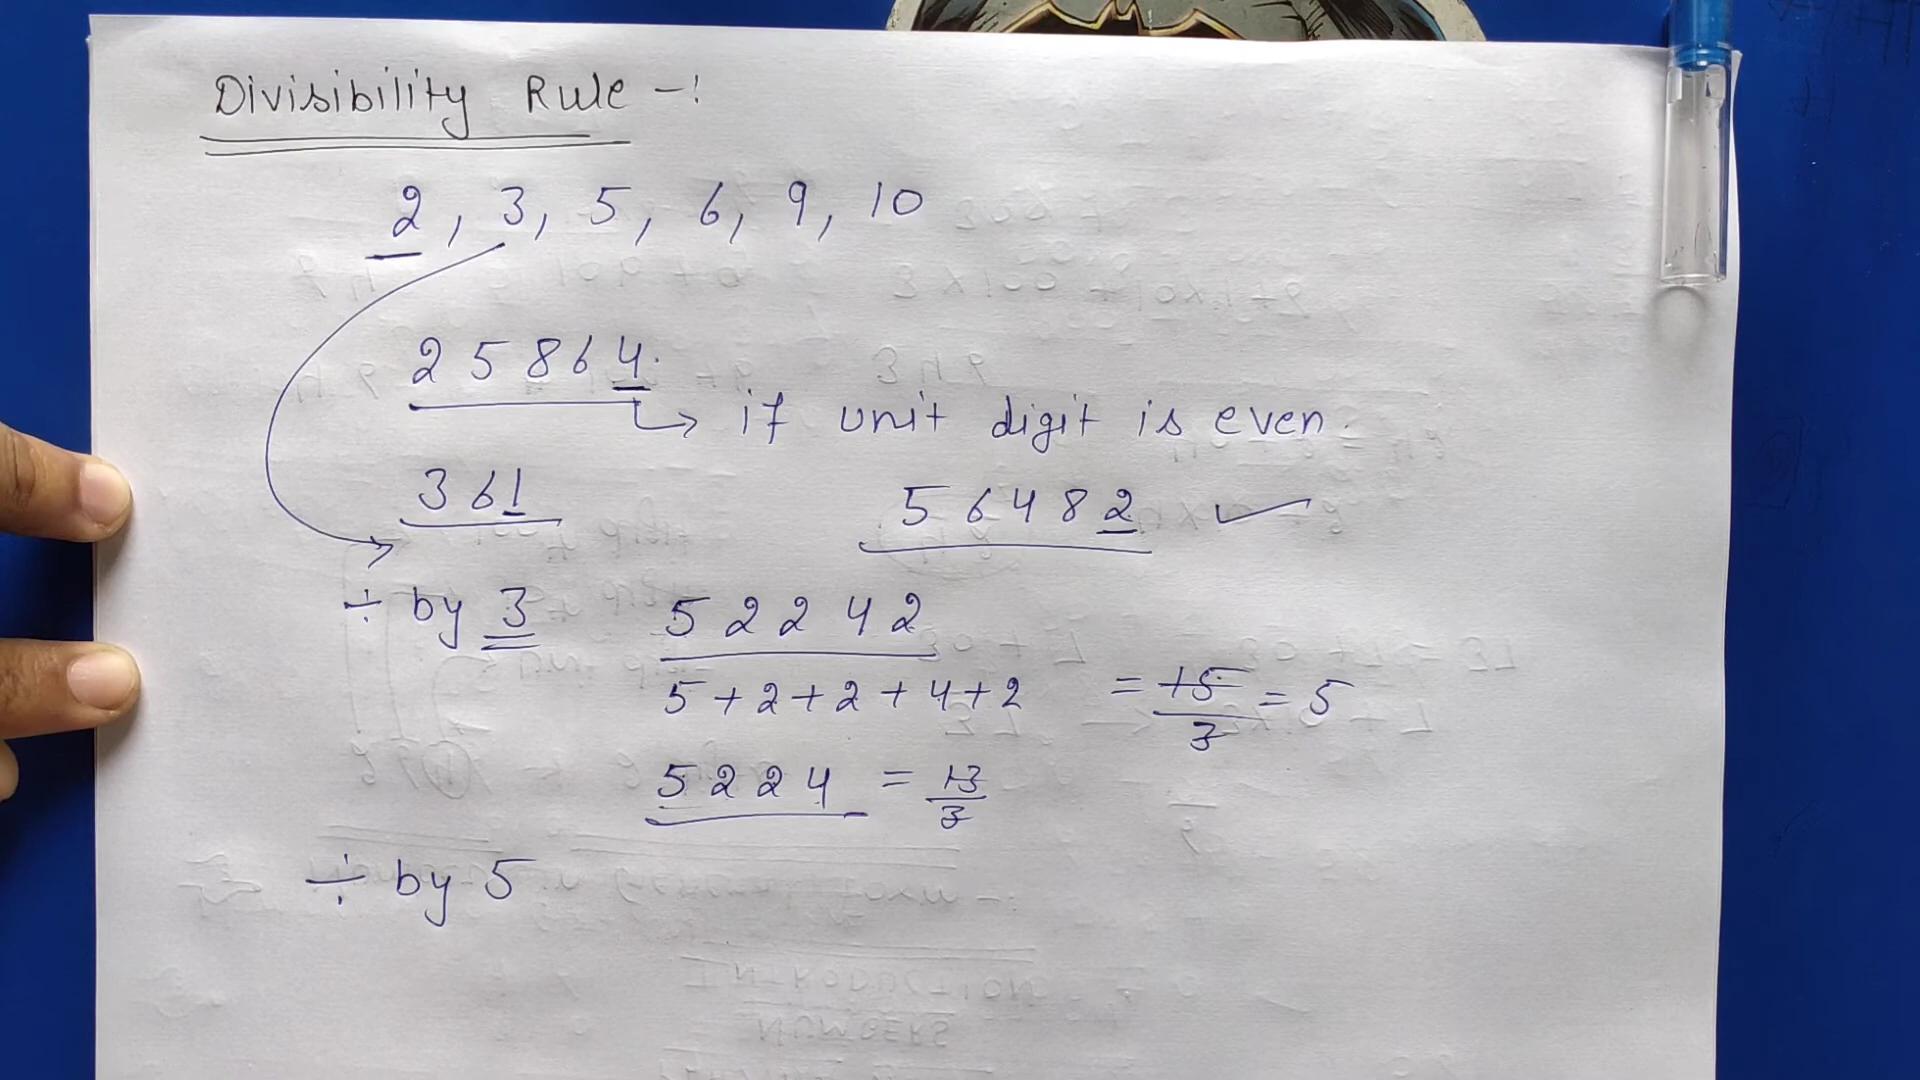 Divisibility Rule -:
2, 3, 5, 6, 9, 10
25864
→ if unit digit is even.
361
56482 ✓
÷ by 3 52242
5+2+2+4+2 = 15/3 = 5
5224 = 13/3
÷ by 5